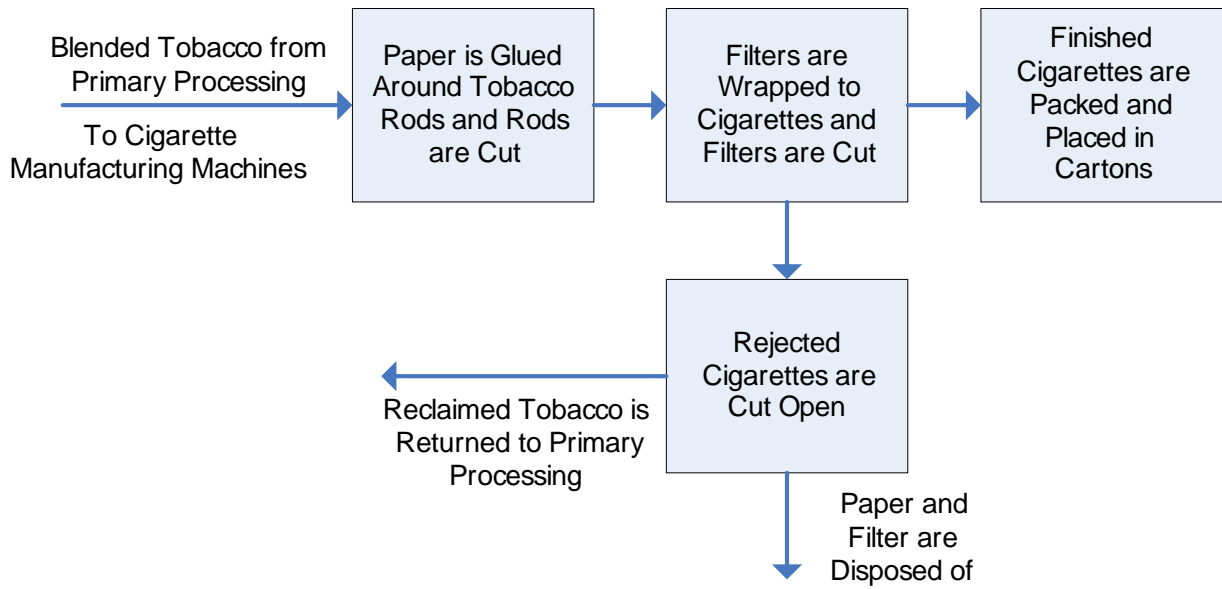 Blended Tobacco from
Primary Processing
To Cigarette
Manufacturing Machines
Paper is Glued
Around Tobacco
Rods and Rods
are Cut
Filters are
Wrapped to
Cigarettes and
Filters are Cut
Finished
Cigarettes are
Packed and
Placed in
Cartons
Rejected
Cigarettes are
Cut Open
Reclaimed Tobacco is
Returned to Primary
Processing
Paper and
Filter are
Disposed of